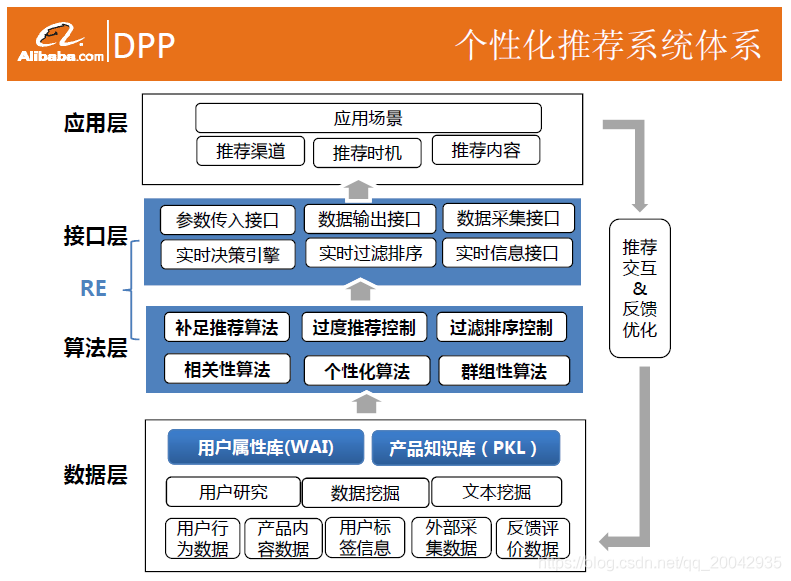 Alibaba.com
DPP
个性化推荐系统体系
应用层
应用场景
推荐渠道
推荐时机
推荐内容
接口层
参数传入接口
数据输出接口
数据采集接口
实时决策引擎
实时过滤排序
实时信息接口
RE
算法层
补足推荐算法
过度推荐控制
过滤排序控制
相关性算法
个性化算法
群组性算法
数据层
用户属性库(WAI)
产品知识库（PKL）
用户研究
数据挖掘
文本挖掘
用户行
为数据
产品内
容数据
用户标
签信息
外部采
集数据
反馈评
价数据
推荐
交互
&
反馈
优化
https://blog.csdn.net/qq_20042935